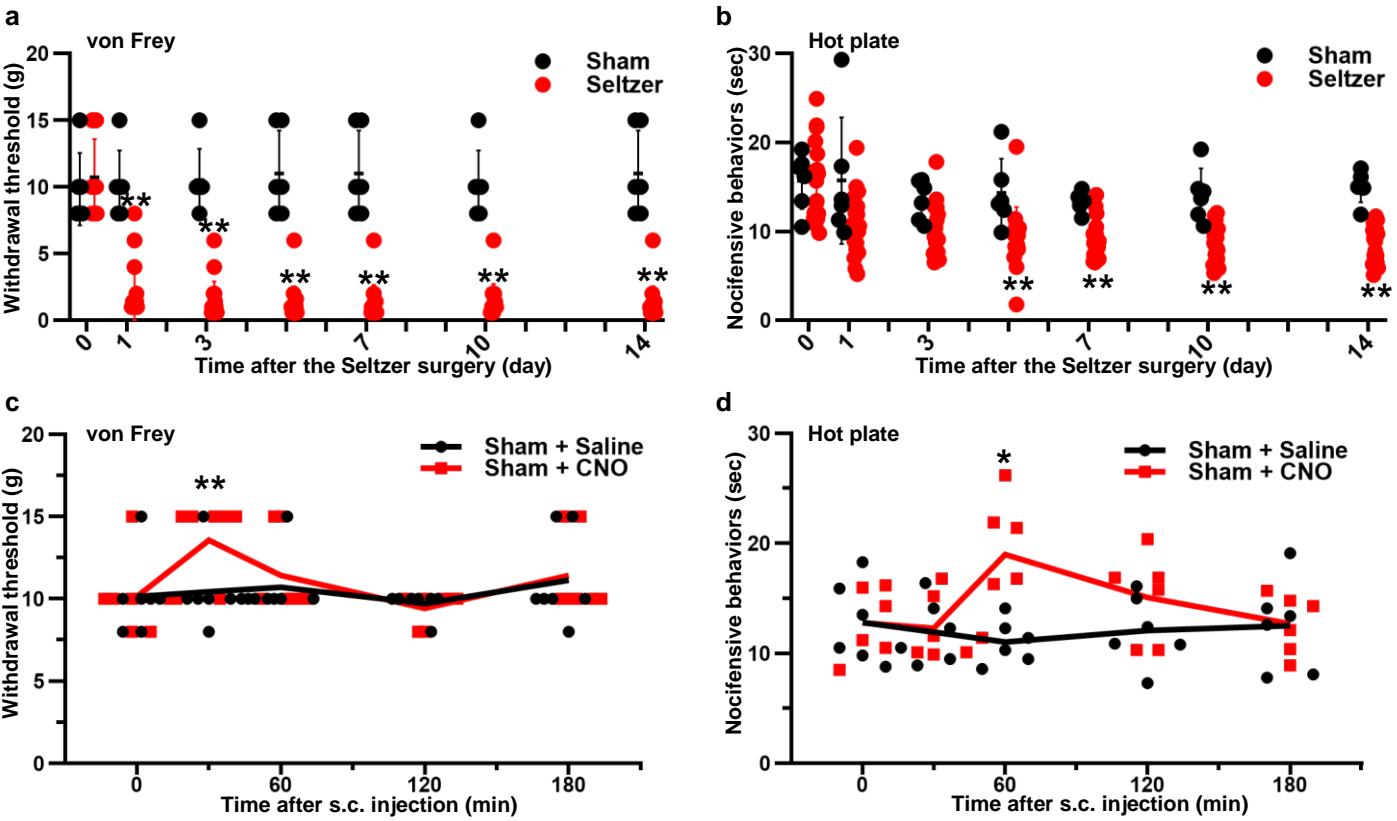 a
von Frey
Withdrawal threshold (g)
20
15
10
5
0
Sham
Seltzer
**
**
**
**
**
**
0
1
3
7
10
14
Time after the Seltzer surgery (day)
b
Hot plate
Nocifensive behaviors (sec)
30
20
10
0
Sham
Seltzer
**
**
**
**
0
1
3
7
10
14
Time after the Seltzer surgery (day)
c
von Frey
Withdrawal threshold (g)
20
15
10
5
0
Sham + Saline
Sham + CNO
**
0
60
120
180
Time after s.c. injection (min)
d
Hot plate
Nocifensive behaviors (sec)
30
20
10
0
Sham + Saline
Sham + CNO
*
0
60
120
180
Time after s.c. injection (min)